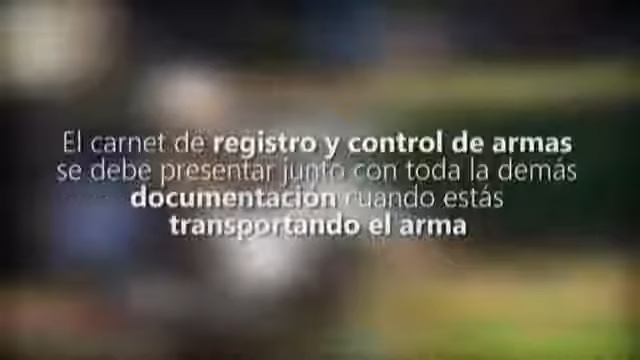 El carnet de registro y control de armas
se debe presentar junto con toda la demás
documentación cuando estás
transportando el arma